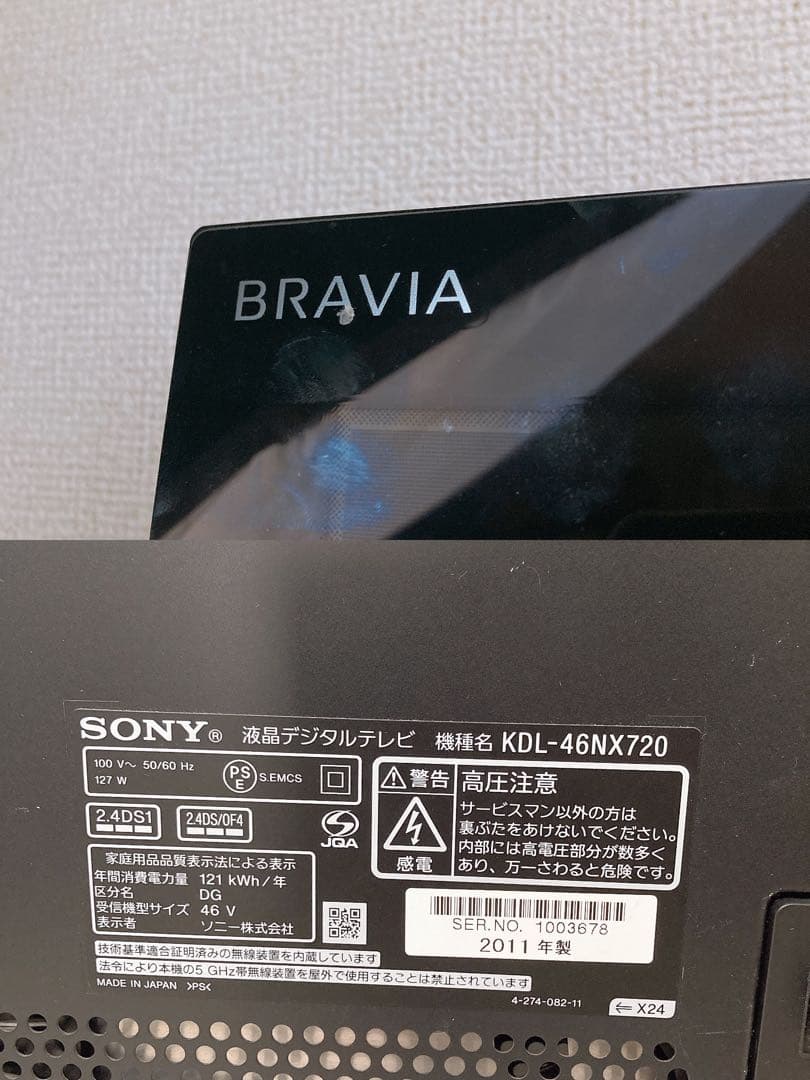 BRAVIA
SONY® 液晶デジタルテレビ 機種名 KDL-46NX720
100 V～ 50/60 Hz
127 W
PS
E
S.EMCS
2.4DS1
2.4DS/OF4
JQA
警告
感電
高圧注意
サービスマン以外の方は
裏ぶたをあけないでください。
内部には高電圧部分が数多く
あり、万一さわると危険です。
家庭用品品質表示法による表示
年間消費電力量 121 kWh/年
区分名 DG
受信機型サイズ 46 V
表示者 ソニー株式会社
SER.NO. 1003678
2011 年製
技術基準適合証明済みの無線装置を内蔵しています
法令により本機の5 GHz帯無線装置を屋外で使用することは禁止されています
MADE IN JAPAN >PS<
4-274-082-11
⇐ X24